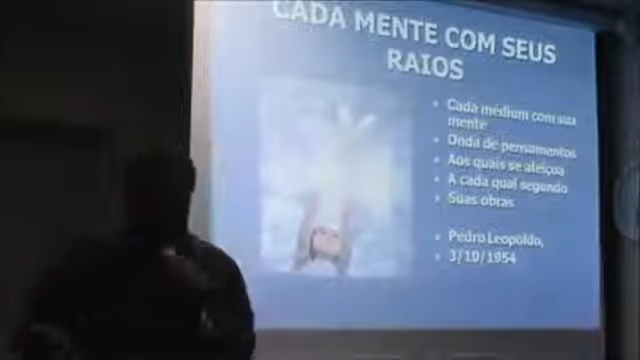 CADA MENTE COM SEUS
RAIOS
• Cada médium com sua
mente
• Onda de pensamentos
• Aos quais se afeiçoa
• A cada qual segundo
• Suas obras
• Pedro Leopoldo,
• 3/10/1954